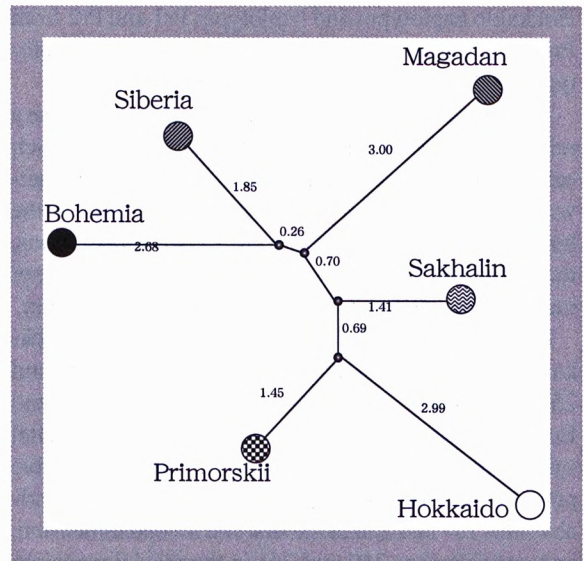 Magadan
Siberia
3.00
1.85
Bohemia
0.26
2.68
0.70
Sakhalin
1.41
0.69
1.45
2.99
Primorskii
Hokkaido